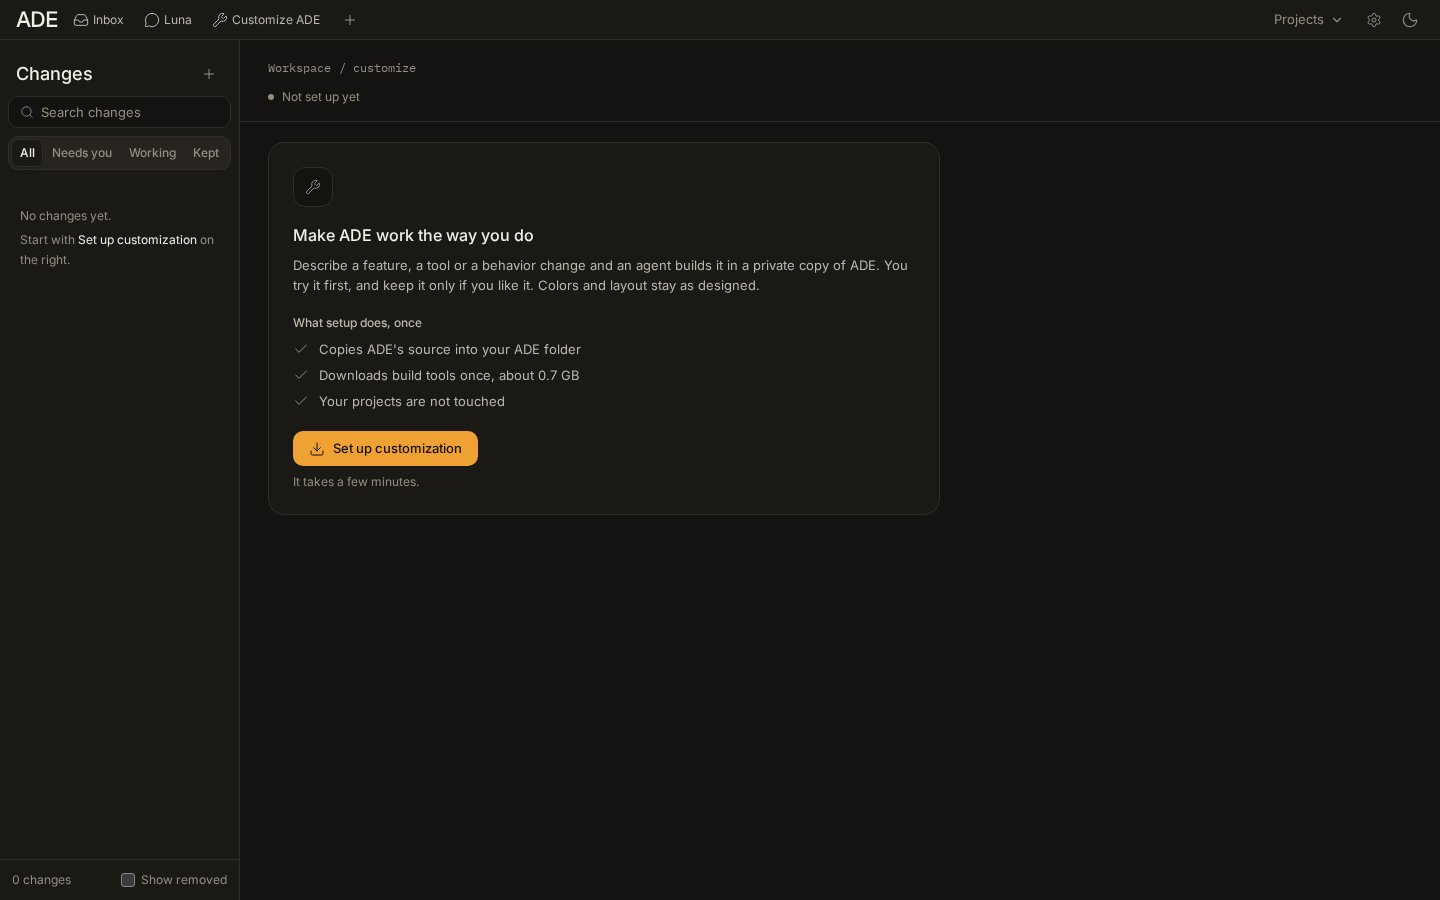 ADE
Inbox
Luna
Customize ADE
Projects
Changes
Search changes
All
Needs you
Working
Kept
No changes yet.
Start with Set up customization on
the right.
0 changes
Show removed
Workspace / customize
Not set up yet
Make ADE work the way you do
Describe a feature, a tool or a behavior change and an agent builds it in a private copy of ADE. You
try it first, and keep it only if you like it. Colors and layout stay as designed.
What setup does, once
Copies ADE's source into your ADE folder
Downloads build tools once, about 0.7 GB
Your projects are not touched
Set up customization
It takes a few minutes.